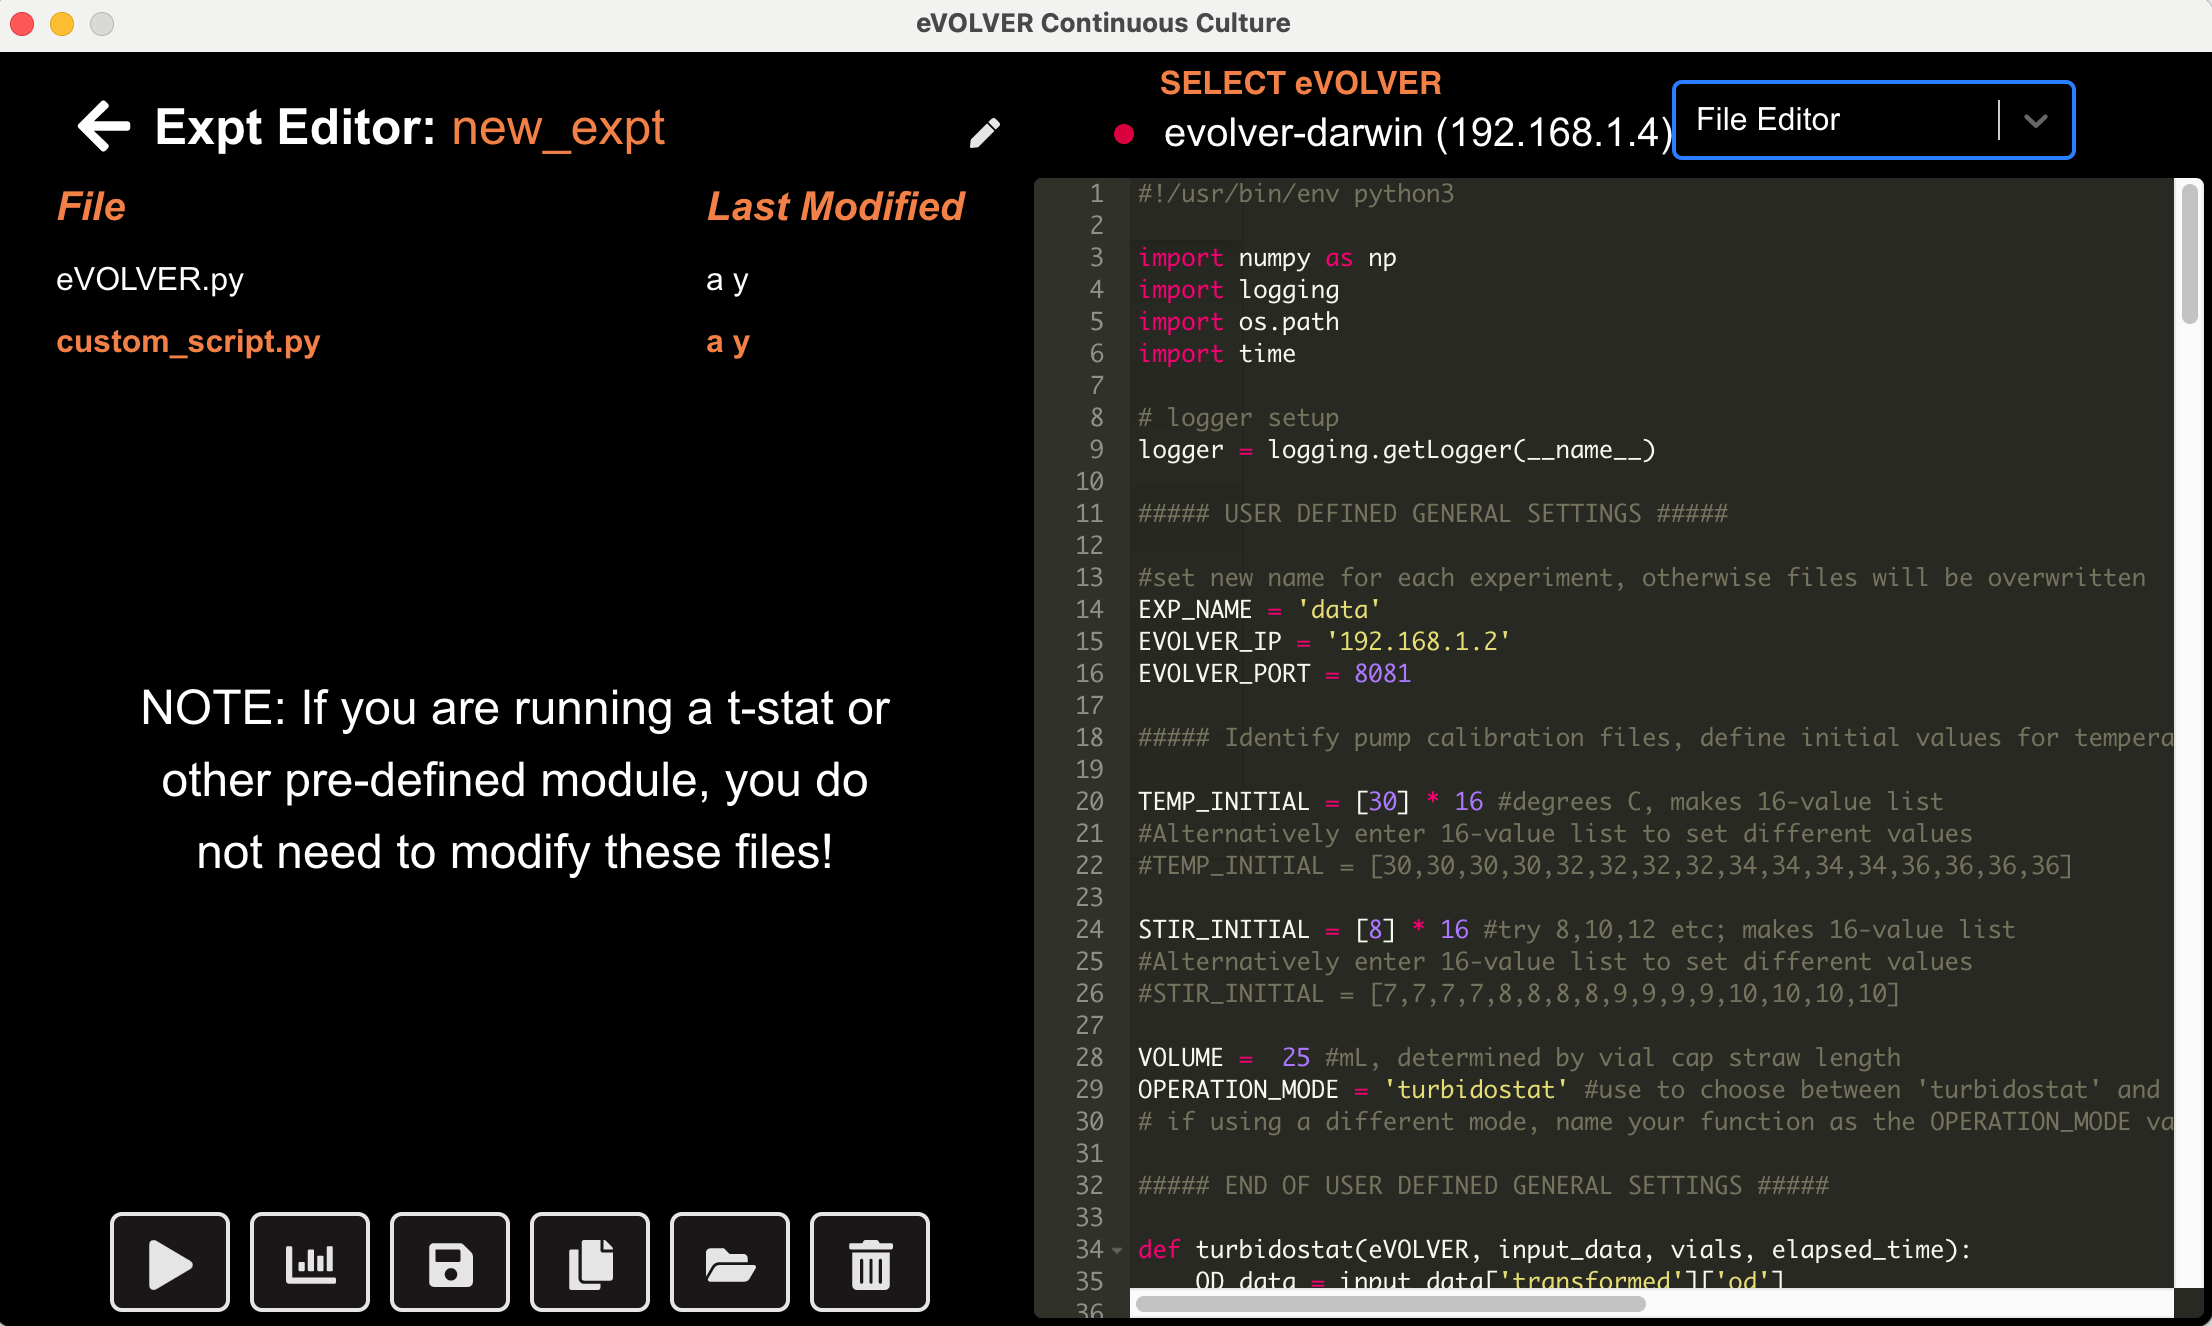 eVOLVER Continuous Culture
Expt Editor: new_expt
SELECT eVOLVER
evolver-darwin (192.168.1.4)
File Editor
File Last Modified
eVOLVER.py a y
custom_script.py a y
NOTE: If you are running a t-stat or
other pre-defined module, you do
not need to modify these files!
1 #!/usr/bin/env python3
2
3 import numpy as np
4 import logging
5 import os.path
6 import time
7
8 # logger setup
9 logger = logging.getLogger(__name__)
10
11 ##### USER DEFINED GENERAL SETTINGS #####
12
13 #set new name for each experiment, otherwise files will be overwritten
14 EXP_NAME = 'data'
15 EVOLVER_IP = '192.168.1.2'
16 EVOLVER_PORT = 8081
17
18 ##### Identify pump calibration files, define initial values for tempera
19
20 TEMP_INITIAL = [30] * 16 #degrees C, makes 16-value list
21 #Alternatively enter 16-value list to set different values
22 #TEMP_INITIAL = [30,30,30,30,32,32,32,32,34,34,34,34,36,36,36,36]
23
24 STIR_INITIAL = [8] * 16 #try 8,10,12 etc; makes 16-value list
25 #Alternatively enter 16-value list to set different values
26 #STIR_INITIAL = [7,7,7,7,8,8,8,8,9,9,9,9,10,10,10,10]
27
28 VOLUME =  25 #mL, determined by vial cap straw length
29 OPERATION_MODE = 'turbidostat' #use to choose between 'turbidostat' and
30 # if using a different mode, name your function as the OPERATION_MODE va
31
32 ##### END OF USER DEFINED GENERAL SETTINGS #####
33
34 def turbidostat(eVOLVER, input_data, vials, elapsed_time):
35 OD_data = input_data['transformed']['od']
36